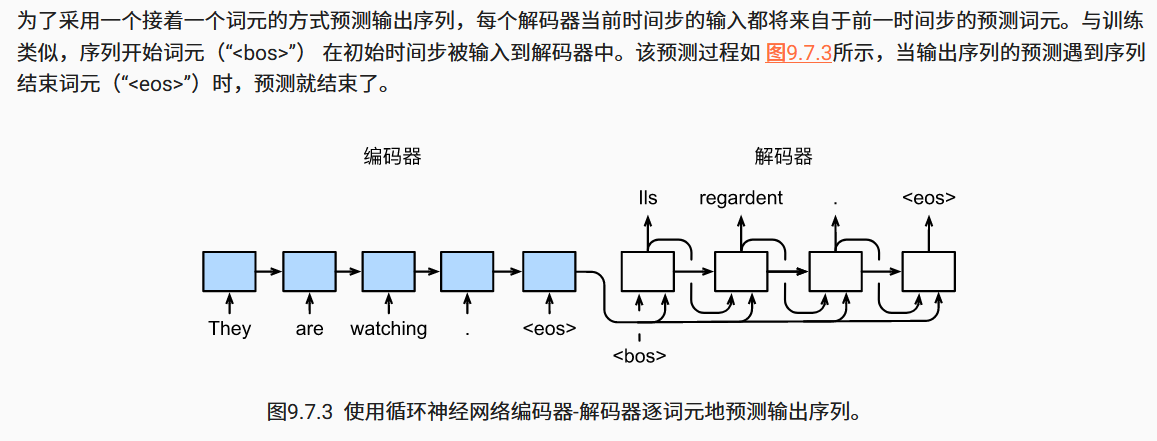 为了采用一个接着一个词元的方式预测输出序列，每个解码器当前时间步的输入都将来自于前一时间步的预测词元。与训练
类似，序列开始词元（“<bos>”） 在初始时间步被输入到解码器中。该预测过程如 图9.7.3所示，当输出序列的预测遇到序列
结束词元（“<eos>”）时，预测就结束了。
编码器 解码器
Ils regardent . <eos>
They are watching . <eos>
<bos>
图9.7.3 使用循环神经网络编码器-解码器逐词元地预测输出序列。